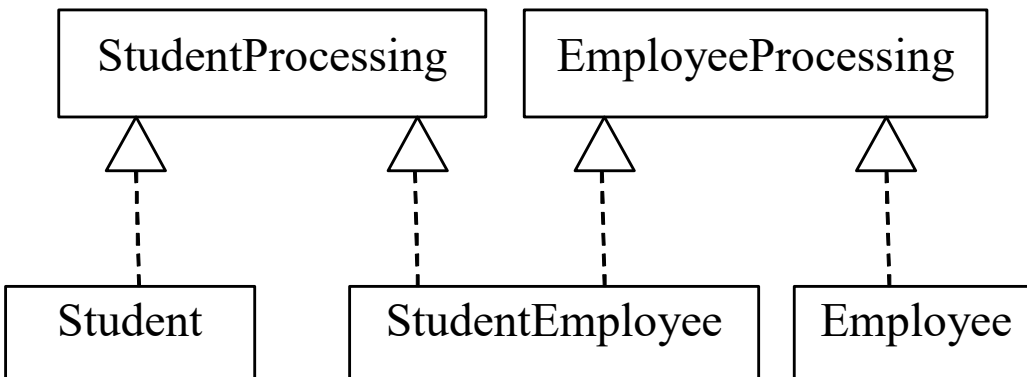 StudentProcessing
EmployeeProcessing
Student
StudentEmployee
Employee